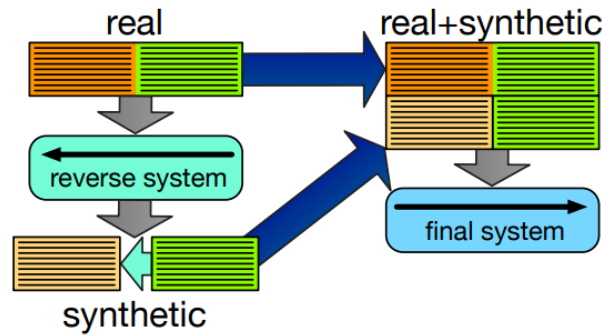 real
real+synthetic
reverse system
final system
synthetic